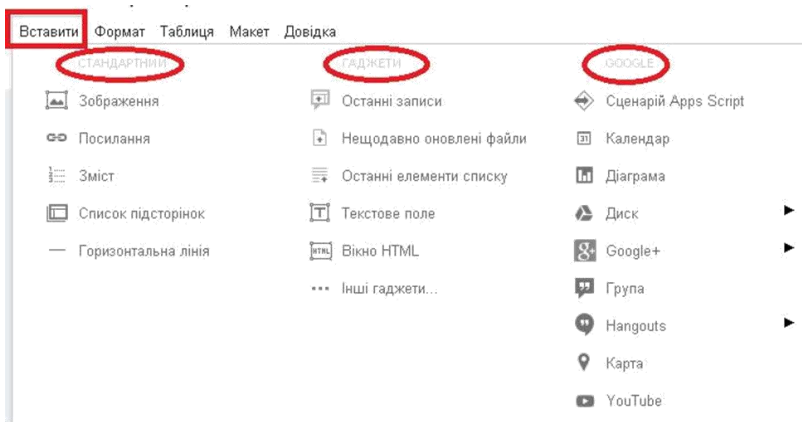 Вставити Формат Таблиця Макет Довідка
СТАНДАРТНИЙ ГАДЖЕТИ GOOGLE
Зображення Останні записи Сценарій Apps Script
Посилання Нещодавно оновлені файли Календар
Зміст Останні елементи списку Діаграма
Список підсторінок Текстове поле Диск
Горизонтальна лінія Вікно HTML Google+
Інші гаджети... Група
Hangouts
Карта
YouTube